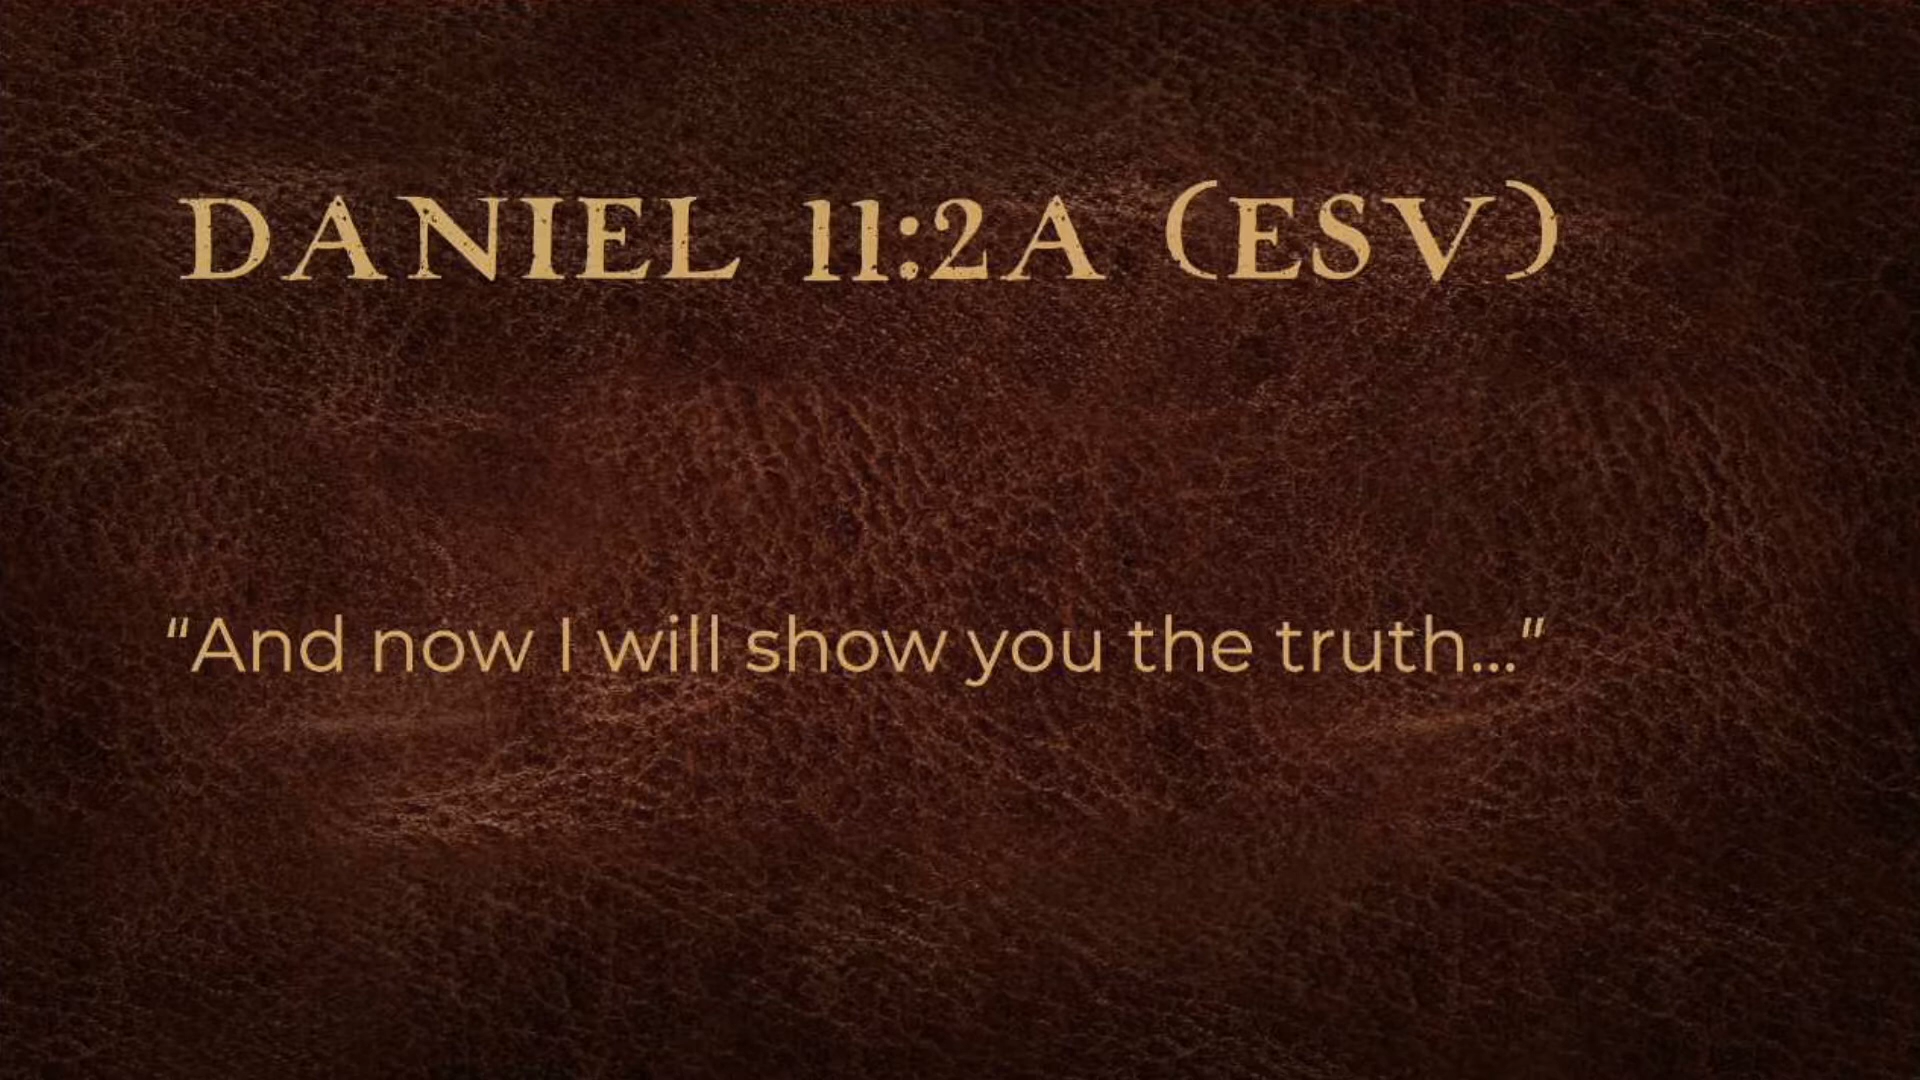 DANIEL 11:2A (ESV)
"And now I will show you the truth..."